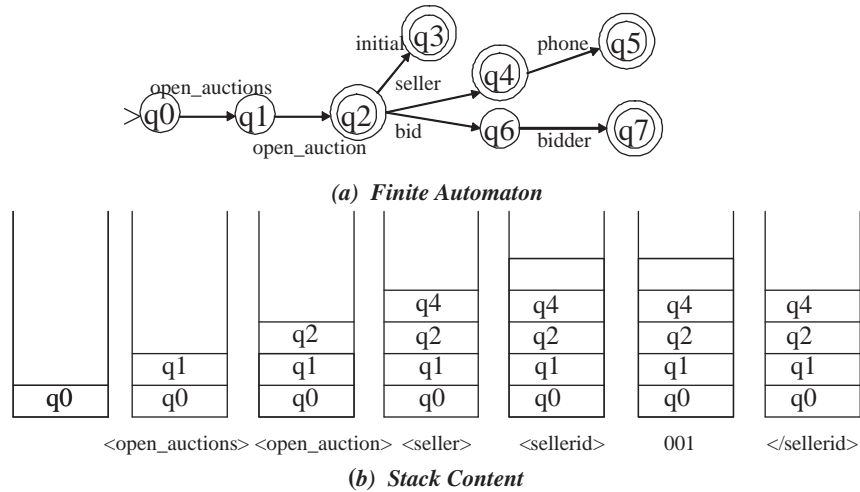 initial q3 phone q5
open_auctions seller q4
q0 q1 q2
open_auction bid q6 bidder q7
(a) Finite Automaton
q4 q4 q4 q4
q2 q2 q2 q2 q2
q1 q1 q1 q1 q1 q1
q0 q0 q0 q0 q0 q0 q0
<open_auctions> <open_auction> <seller> <sellerid> 001 </sellerid>
(b) Stack Content